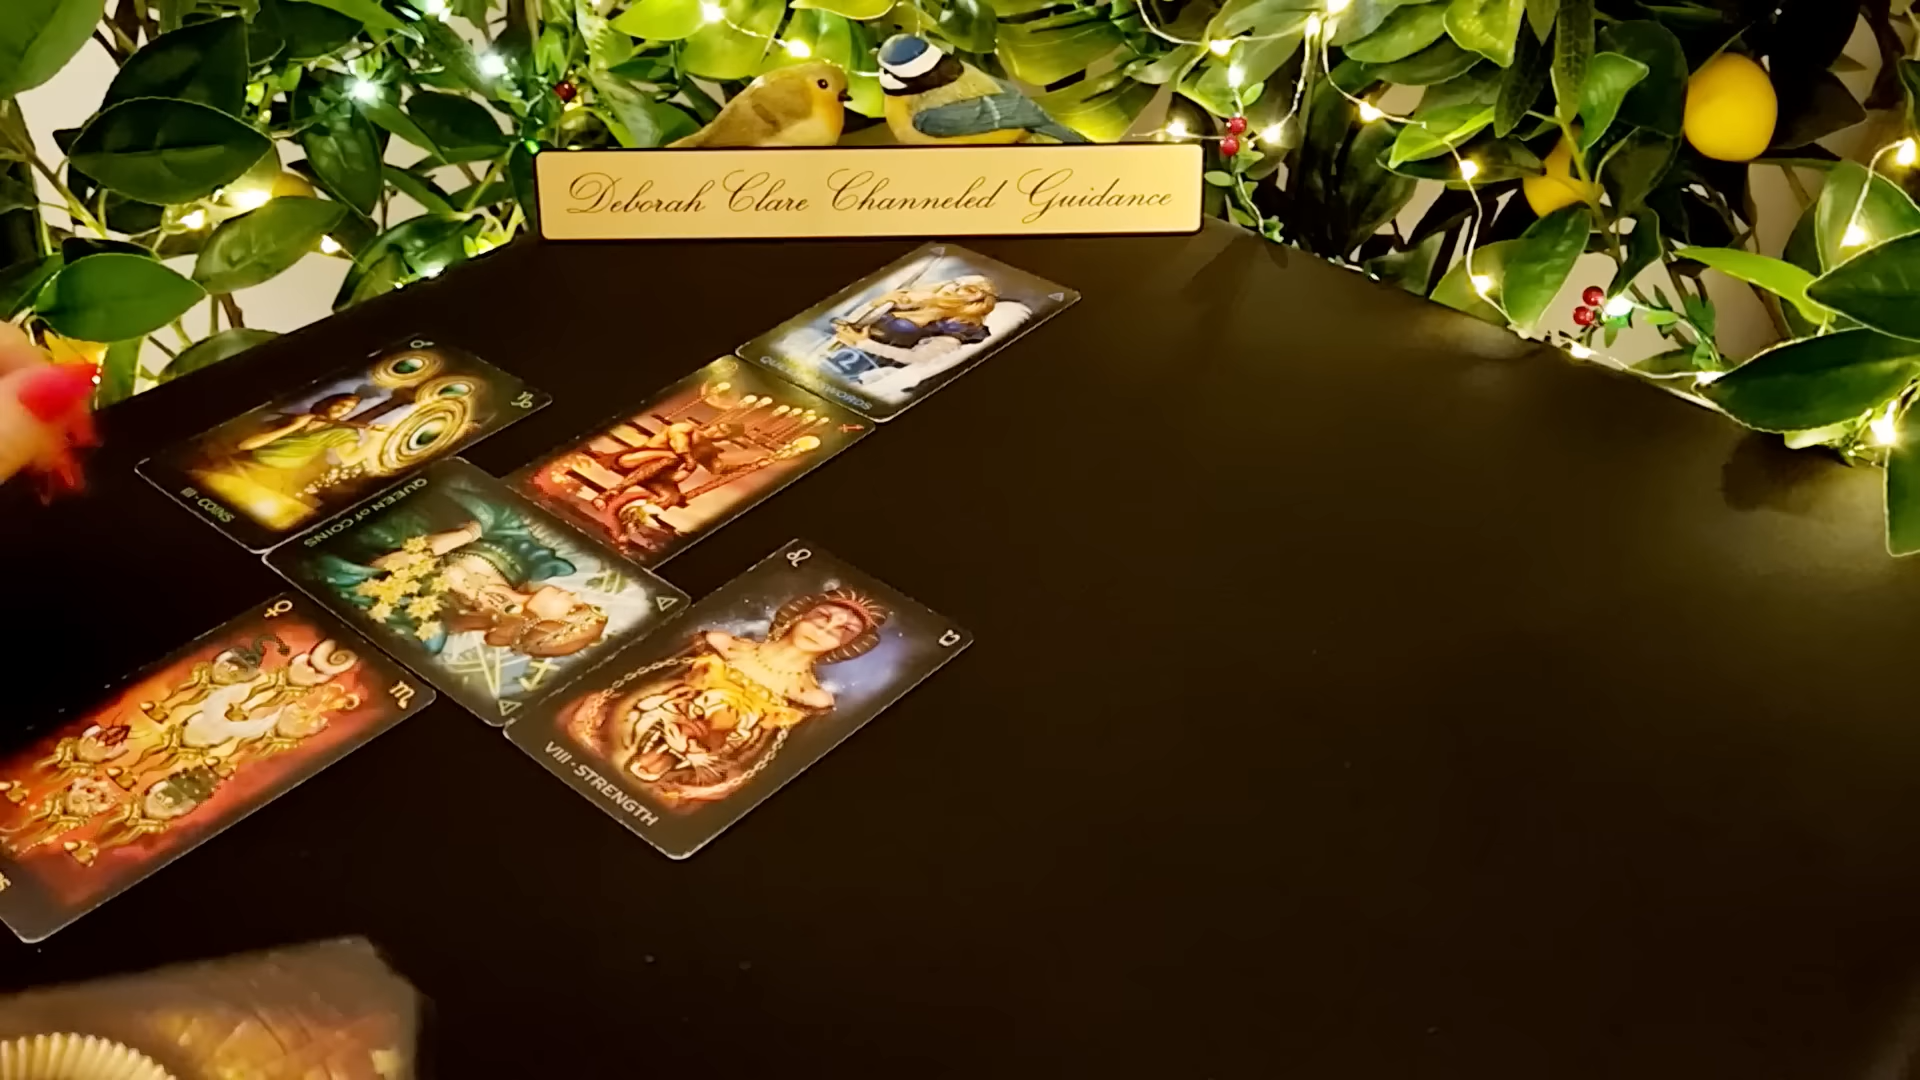 Deborah Clare Channeled Guidance
III · COINS
QUEEN of COINS
VIII · STRENGTH